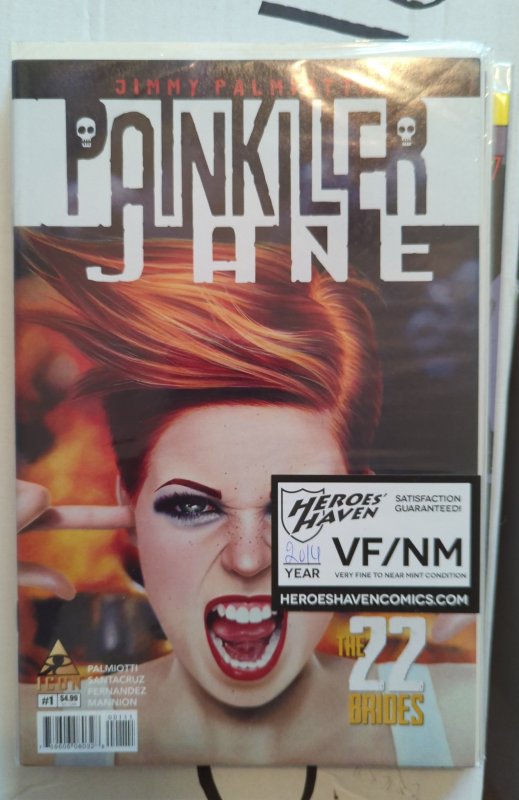 JIMMY PALMIOTTI'S
PAINKILLER
JANE
HEROES'
HAVEN
SATISFACTION
GUARANTEED!
2014
YEAR
VF/NM
VERY FINE TO NEAR MINT CONDITION
HEROESHAVENCOMICS.COM
THE
22
BRIDES
ICON
#1
$4.99
PALMIOTTI
SANTACRUZ
FERNANDEZ
MANNION
00111